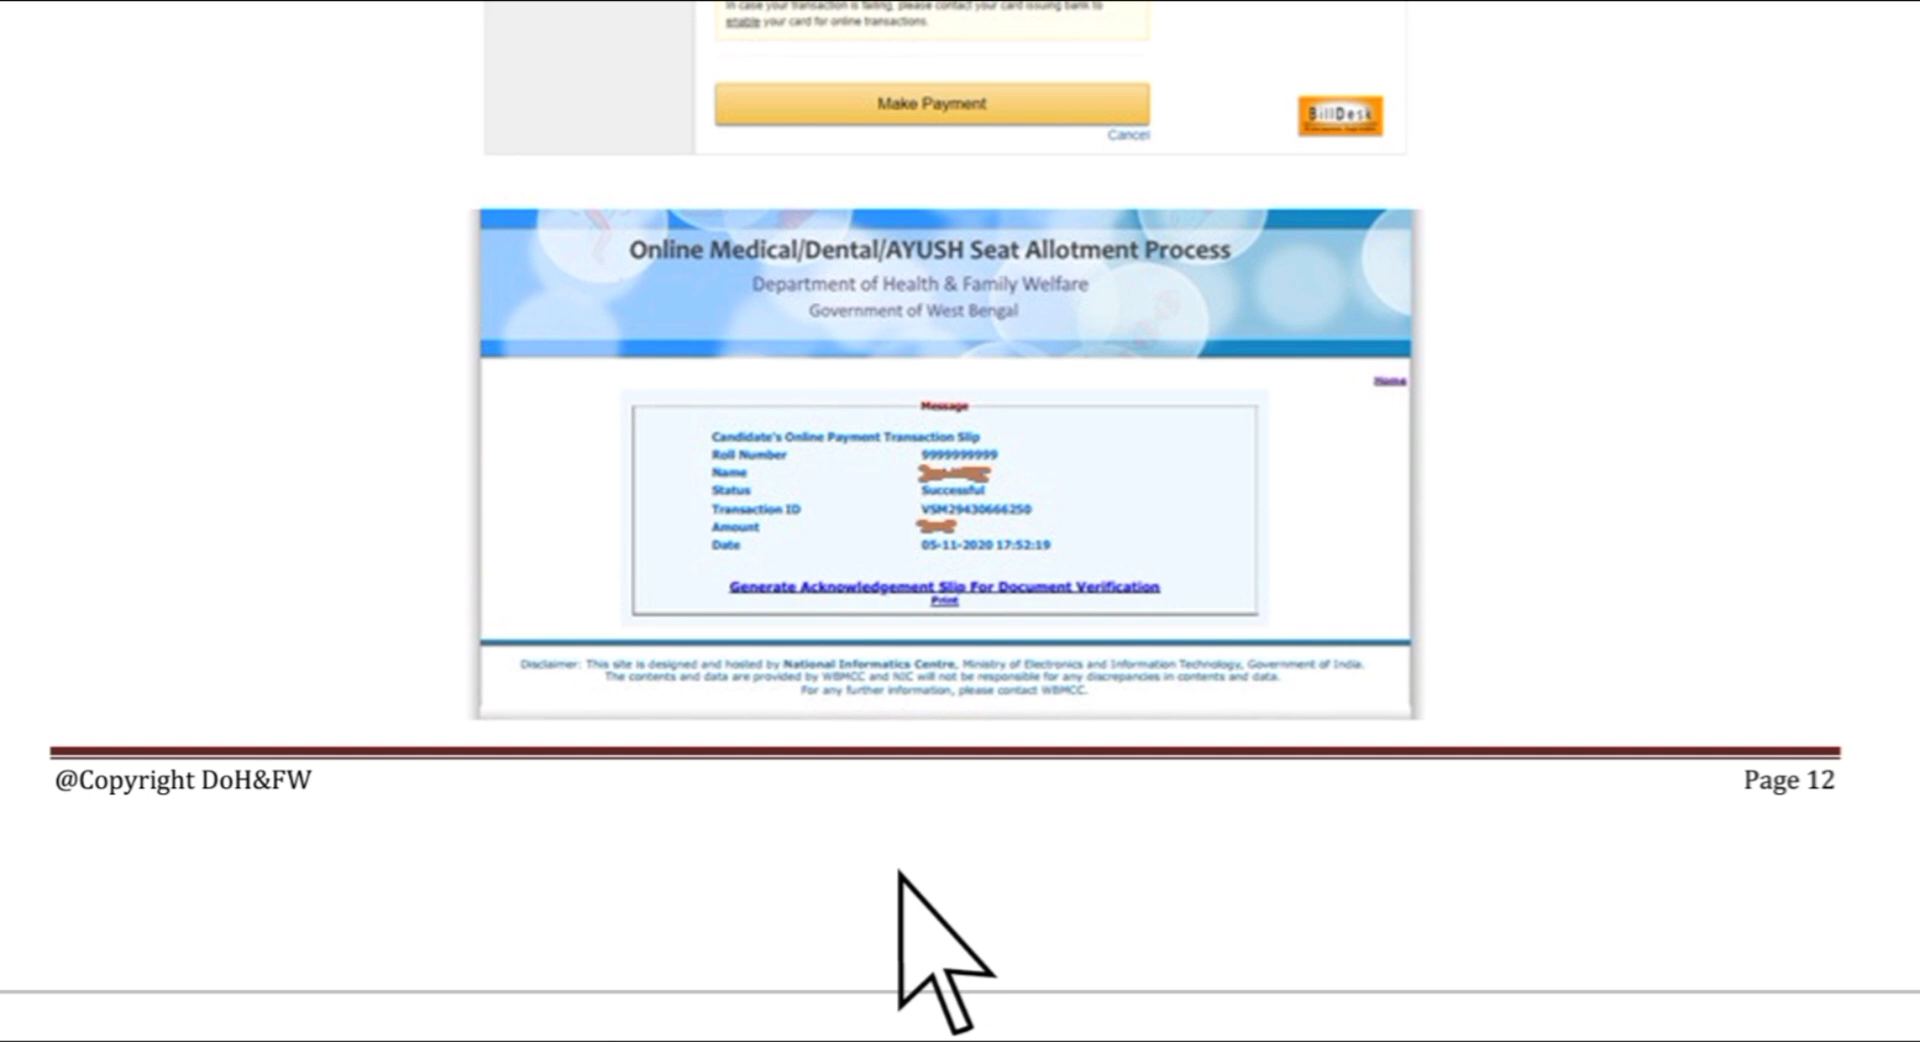 In case your transaction is failing, please contact your card issuing bank to
enable your card for online transactions.
Make Payment
BillDesk
Cancel
Online Medical/Dental/AYUSH Seat Allotment Process
Department of Health & Family Welfare
Government of West Bengal
Home
Message
Candidate's Online Payment Transaction Slip
Roll Number 9999999999
Name
Status Successful
Transaction ID VSM29430666250
Amount
Date 05-11-2020 17:52:19
Generate Acknowledgement Slip For Document Verification
Print
Disclaimer: This site is designed and hosted by National Informatics Centre, Ministry of Electronics and Information Technology, Government of India.
The contents and data are provided by WBMCC and NIC will not be responsible for any discrepancies in contents and data.
For any further information, please contact WBMCC.
@Copyright DoH&FW Page 12